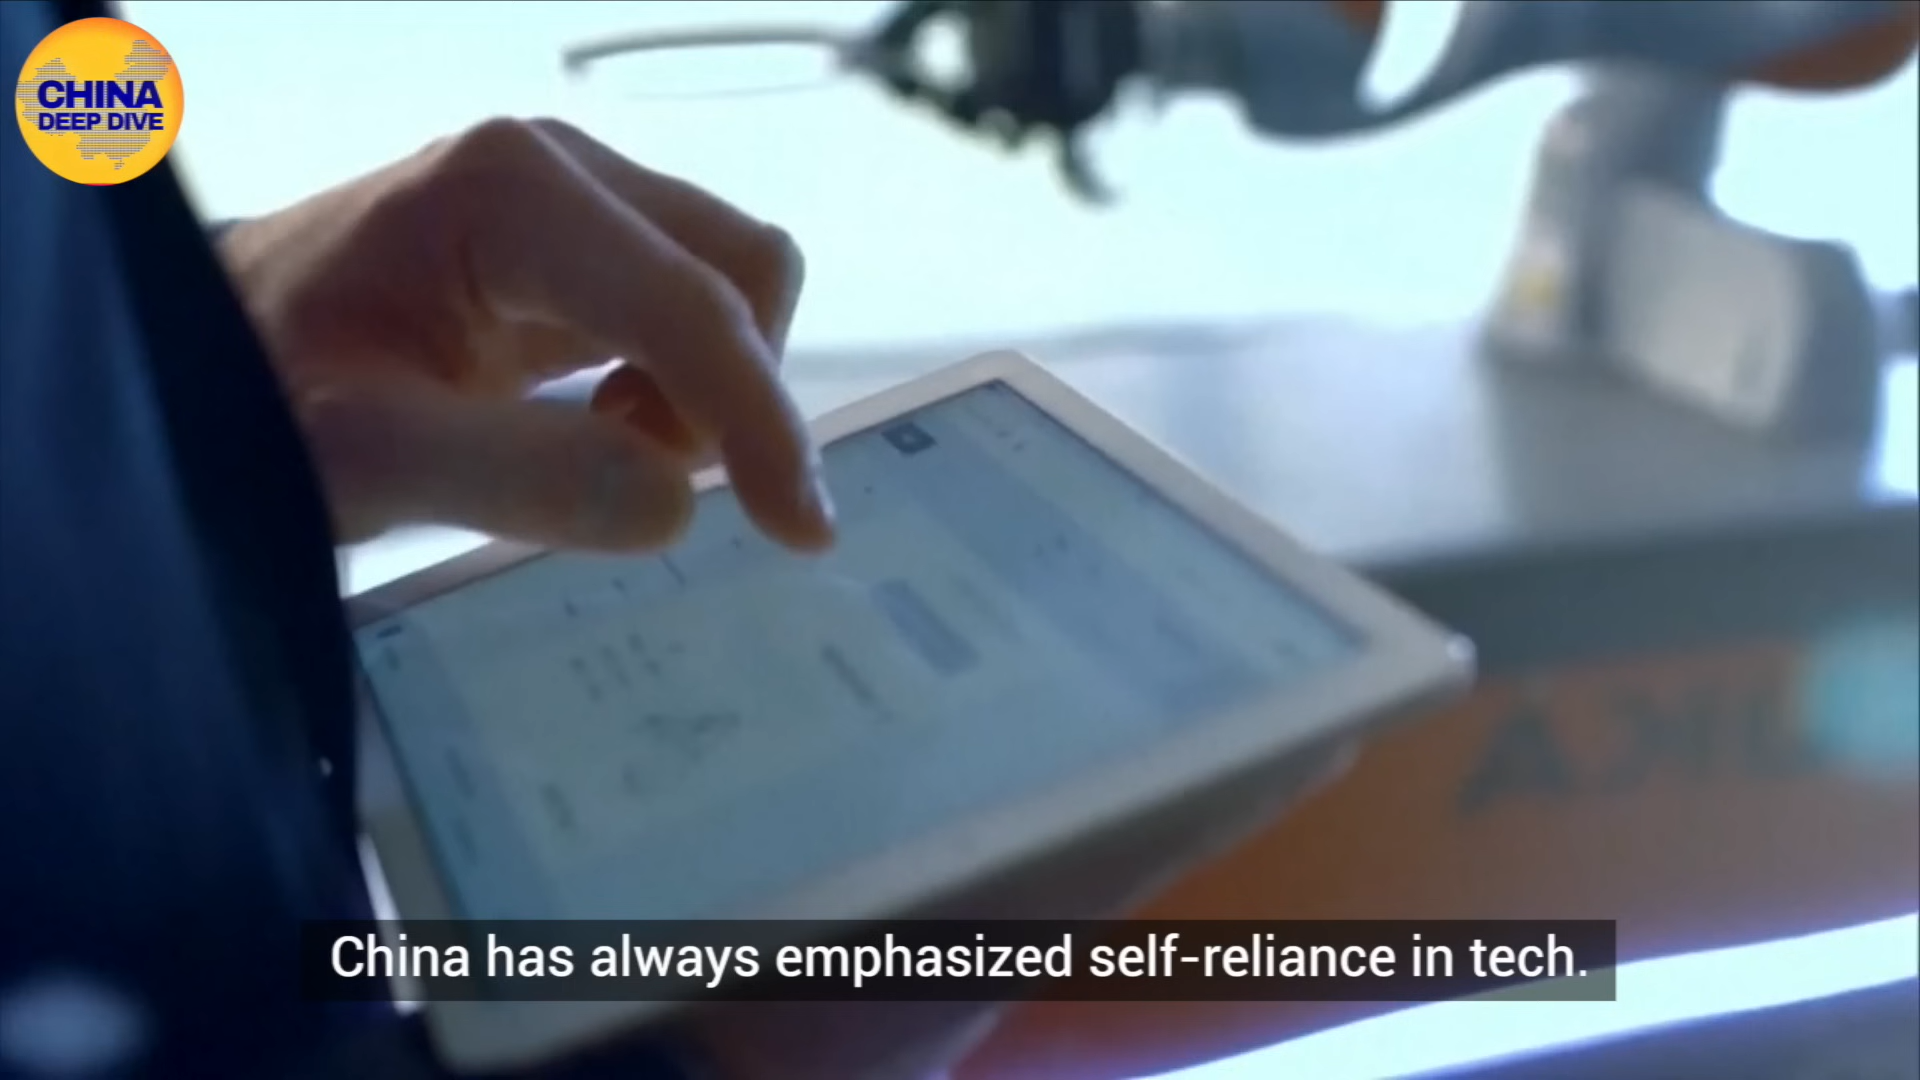 CHINA
DEEP DIVE
China has always emphasized self-reliance in tech.